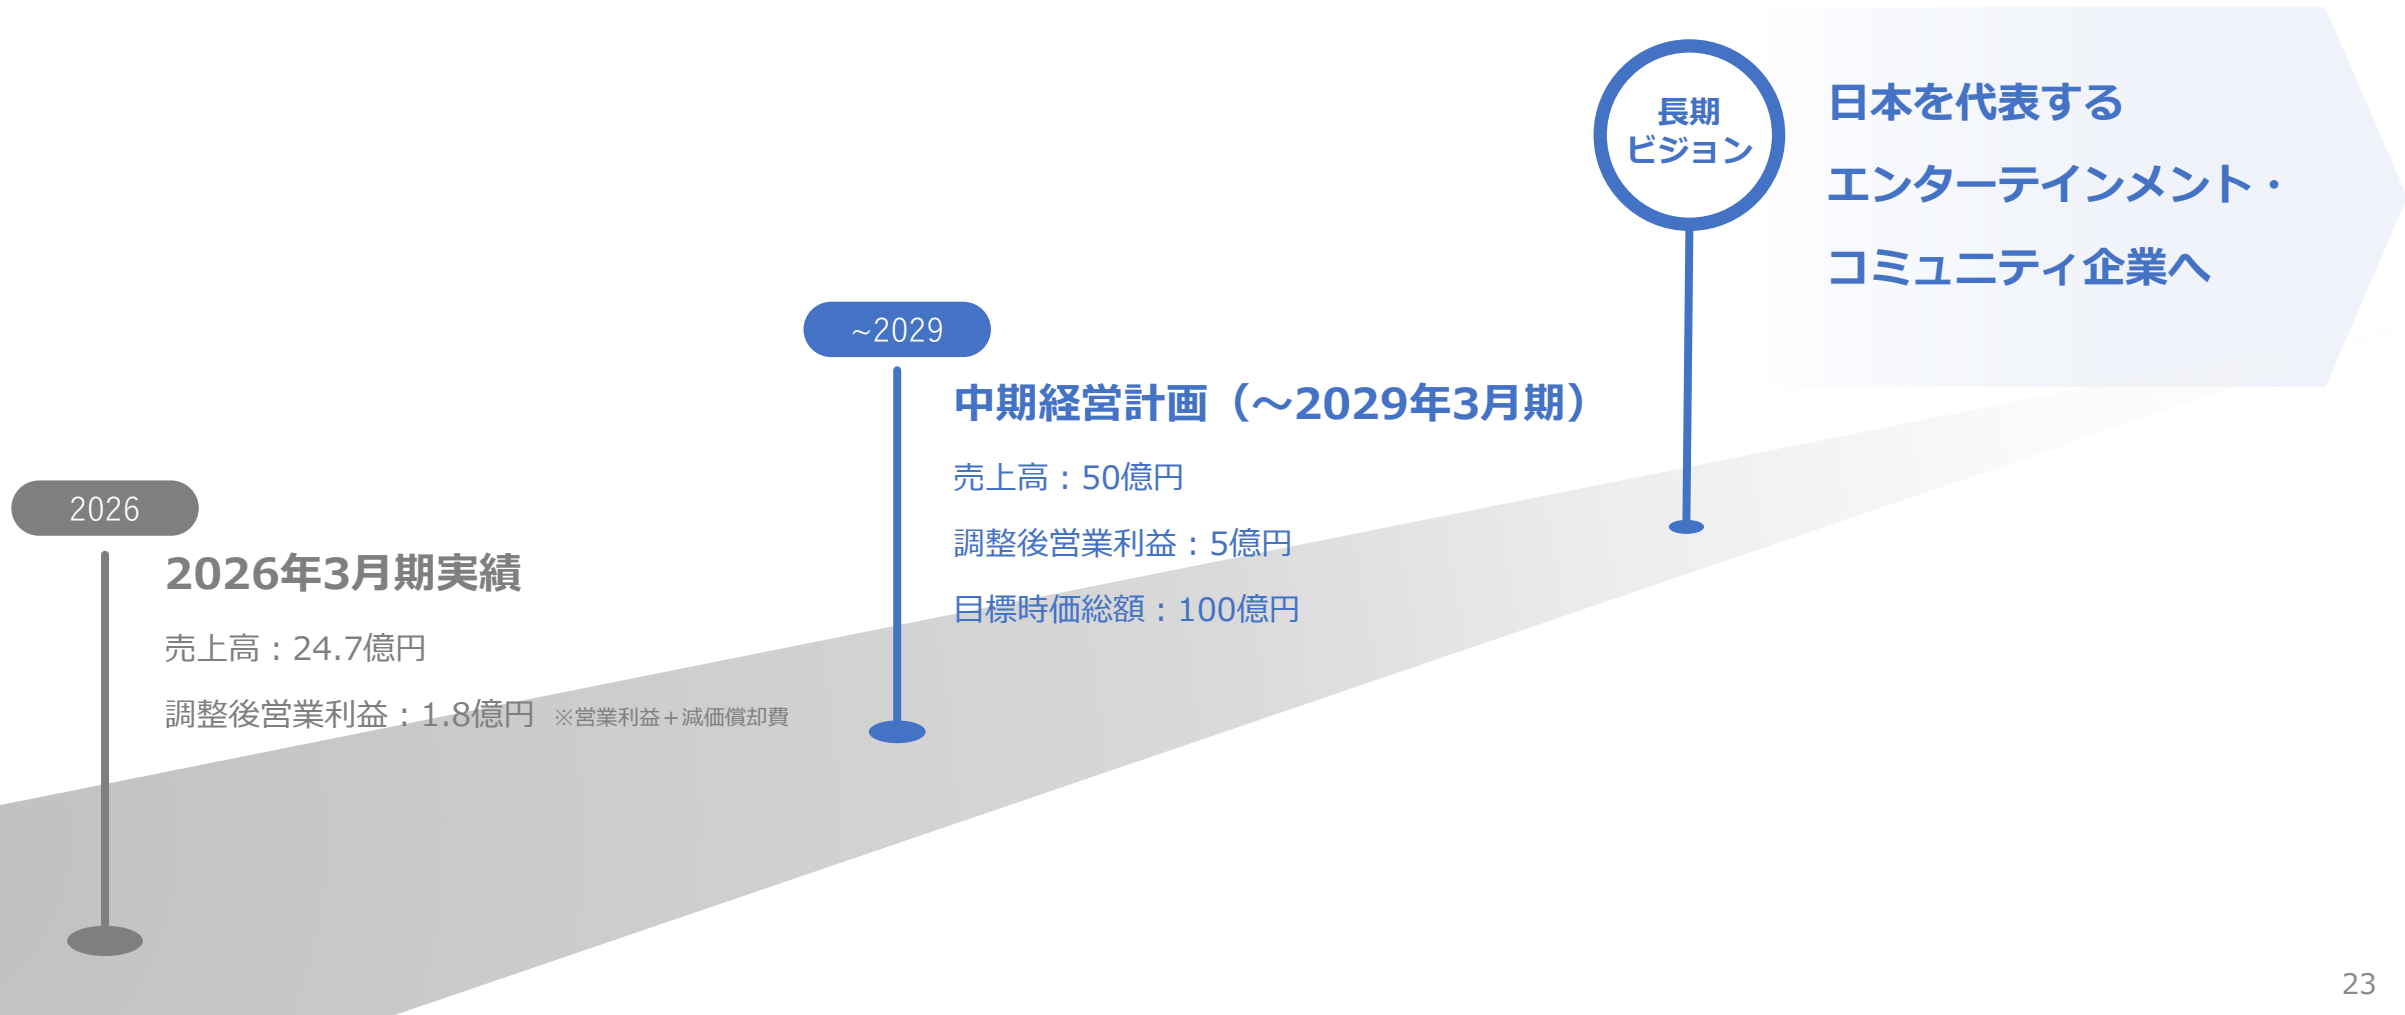 2026
2026年3月期実績
売上高：24.7億円
調整後営業利益：1.8億円 ※営業利益＋減価償却費
~2029
中期経営計画（～2029年3月期）
売上高：50億円
調整後営業利益：5億円
目標時価総額：100億円
長期
ビジョン
日本を代表する
エンターテインメント・
コミュニティ企業へ
23